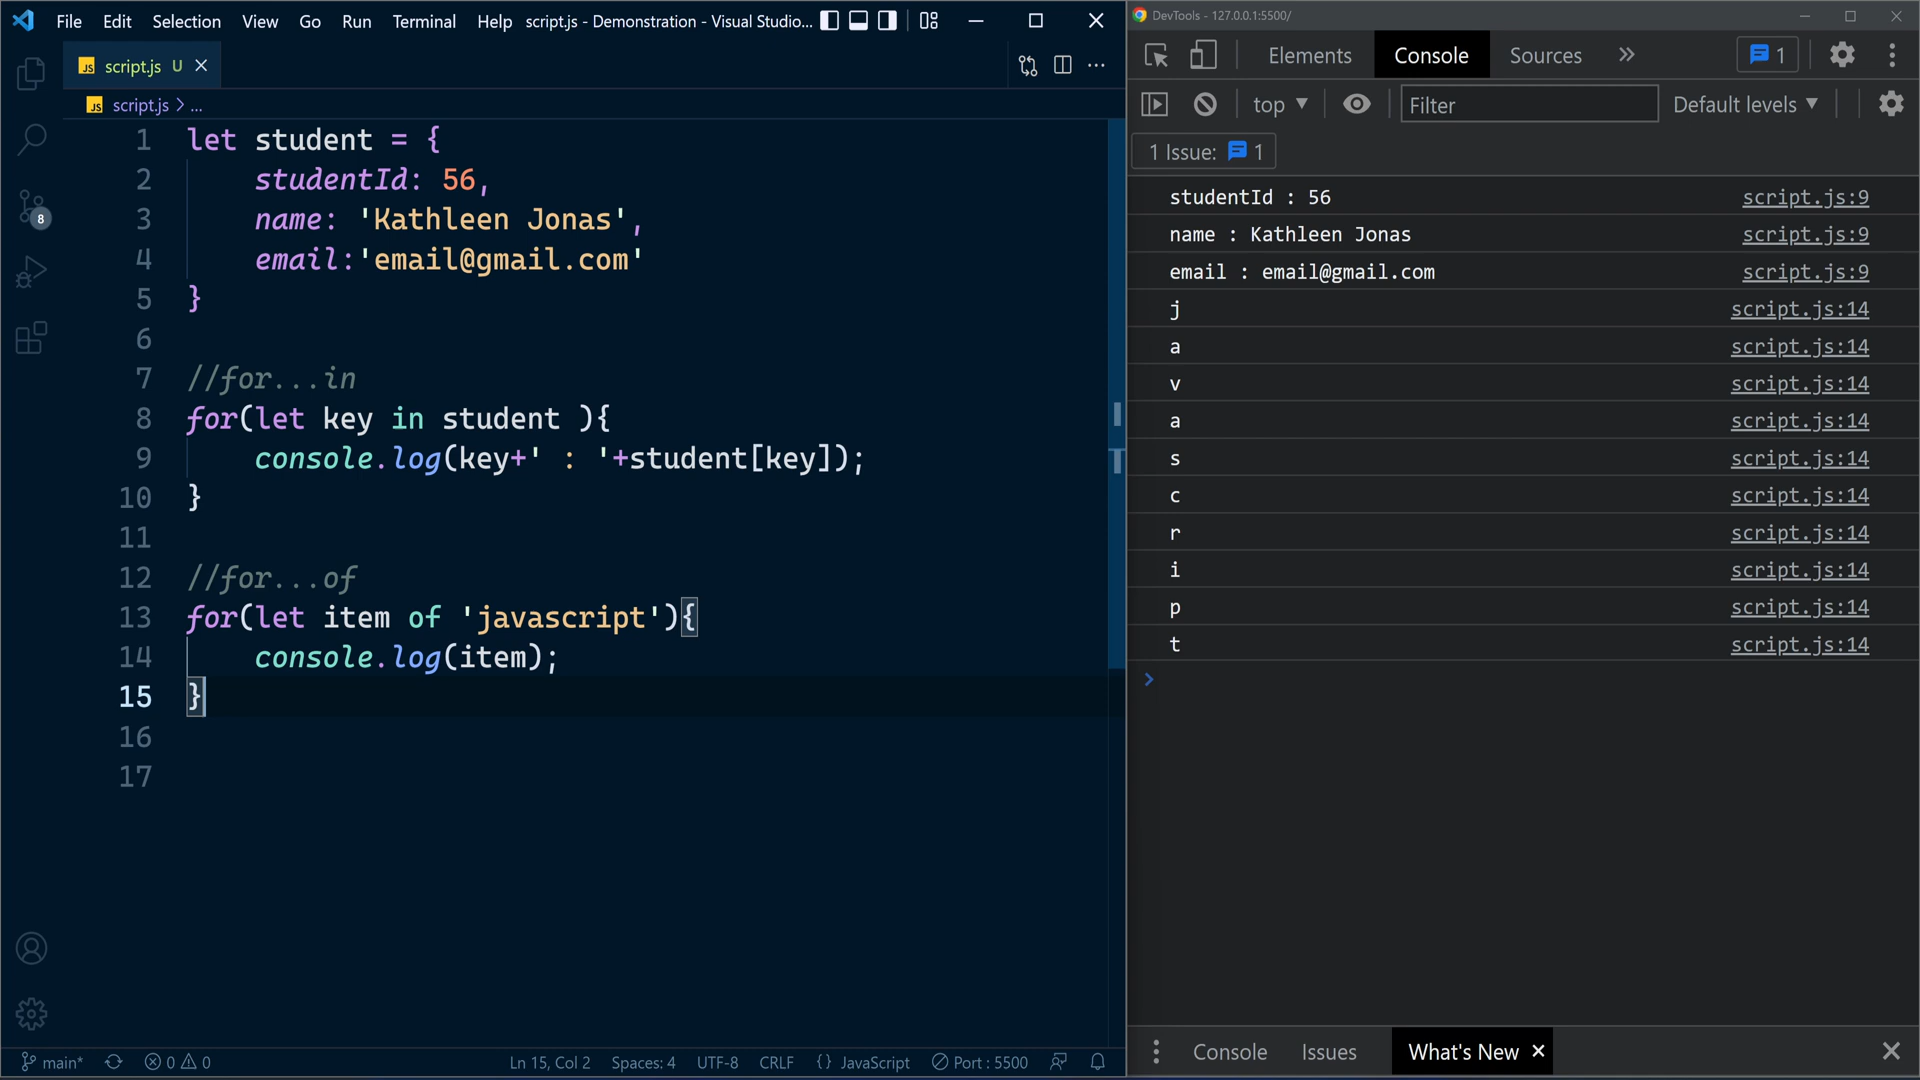 File Edit Selection View Go Run Terminal Help script.js - Demonstration - Visual Studio...
script.js U
script.js > ...
1 let student = {
2 studentId: 56,
3 name: 'Kathleen Jonas',
4 email:'email@gmail.com'
5 }
6
7 //for...in
8 for(let key in student ){
9 console.log(key+' : '+student[key]);
10 }
11
12 //for...of
13 for(let item of 'javascript'){
14 console.log(item);
15 }
16
17
8
main* 0 0 Ln 15, Col 2 Spaces: 4 UTF-8 CRLF {} JavaScript Port : 5500
DevTools - 127.0.0.1:5500/
Elements Console Sources » 1
top Filter Default levels
1 Issue: 1
studentId : 56 script.js:9
name : Kathleen Jonas script.js:9
email : email@gmail.com script.js:9
j script.js:14
a script.js:14
v script.js:14
a script.js:14
s script.js:14
c script.js:14
r script.js:14
i script.js:14
p script.js:14
t script.js:14
>
Console Issues What's New